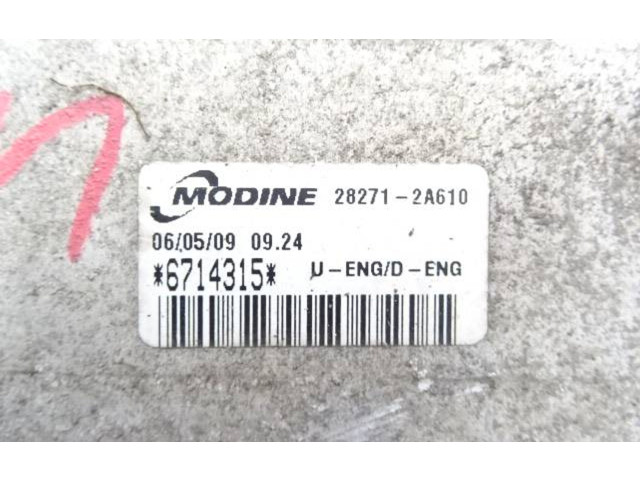 MODINE 28271-2A610
06/05/09 09.24
*6714315* U-ENG/D-ENG